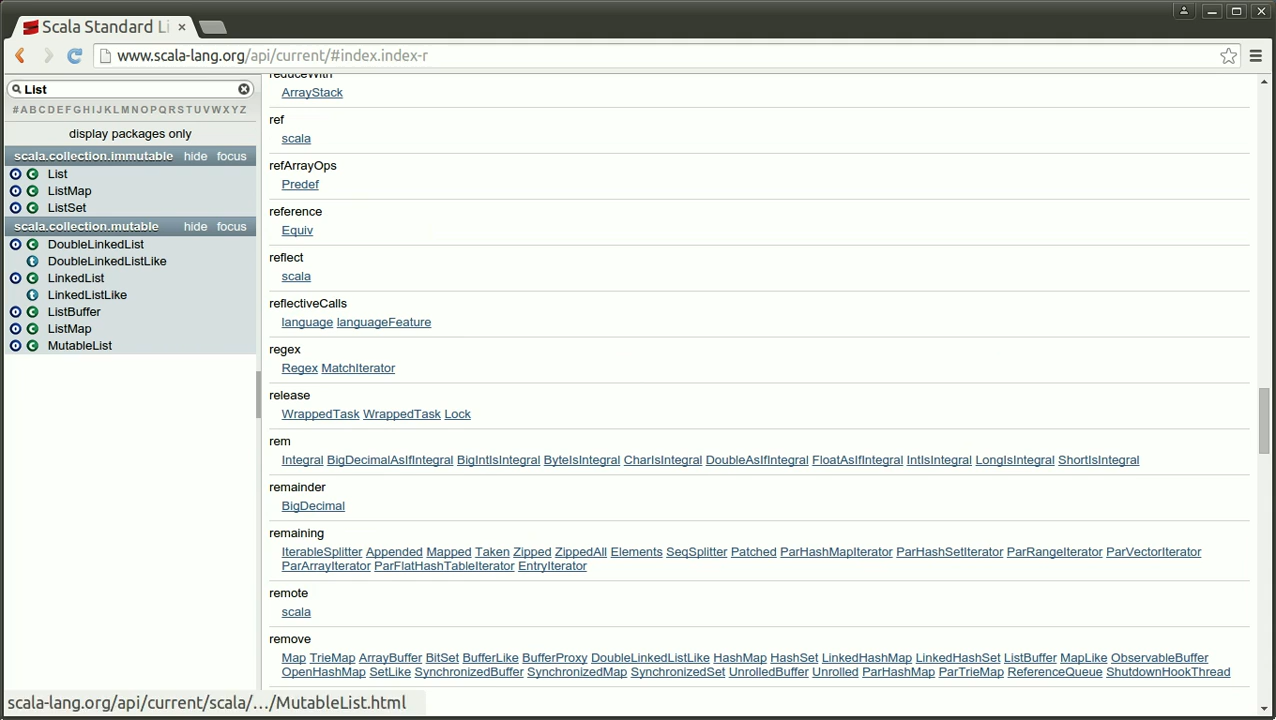 Scala Standard Li
www.scala-lang.org/api/current/#index.index-r
List
#ABCDEFGHIJKLMNOPQRSTUVWXYZ
display packages only
scala.collection.immutable hide focus
List
ListMap
ListSet
scala.collection.mutable hide focus
DoubleLinkedList
DoubleLinkedListLike
LinkedList
LinkedListLike
ListBuffer
ListMap
MutableList
reduceWith
ArrayStack
ref
scala
refArrayOps
Predef
reference
Equiv
reflect
scala
reflectiveCalls
language languageFeature
regex
Regex MatchIterator
release
WrappedTask WrappedTask Lock
rem
Integral BigDecimalAsIfIntegral BigIntIsIntegral ByteIsIntegral CharIsIntegral DoubleAsIfIntegral FloatAsIfIntegral IntIsIntegral LongIsIntegral ShortIsIntegral
remainder
BigDecimal
remaining
IterableSplitter Appended Mapped Taken Zipped ZippedAll Elements SeqSplitter Patched ParHashMapIterator ParHashSetIterator ParRangeIterator ParVectorIterator
ParArrayIterator ParFlatHashTableIterator EntryIterator
remote
scala
remove
Map TrieMap ArrayBuffer BitSet BufferLike BufferProxy DoubleLinkedListLike HashMap HashSet LinkedHashMap LinkedHashSet ListBuffer MapLike ObservableBuffer
OpenHashMap SetLike SynchronizedBuffer SynchronizedMap SynchronizedSet UnrolledBuffer Unrolled ParHashMap ParTrieMap ReferenceQueue ShutdownHookThread
scala-lang.org/api/current/scala/…/MutableList.html